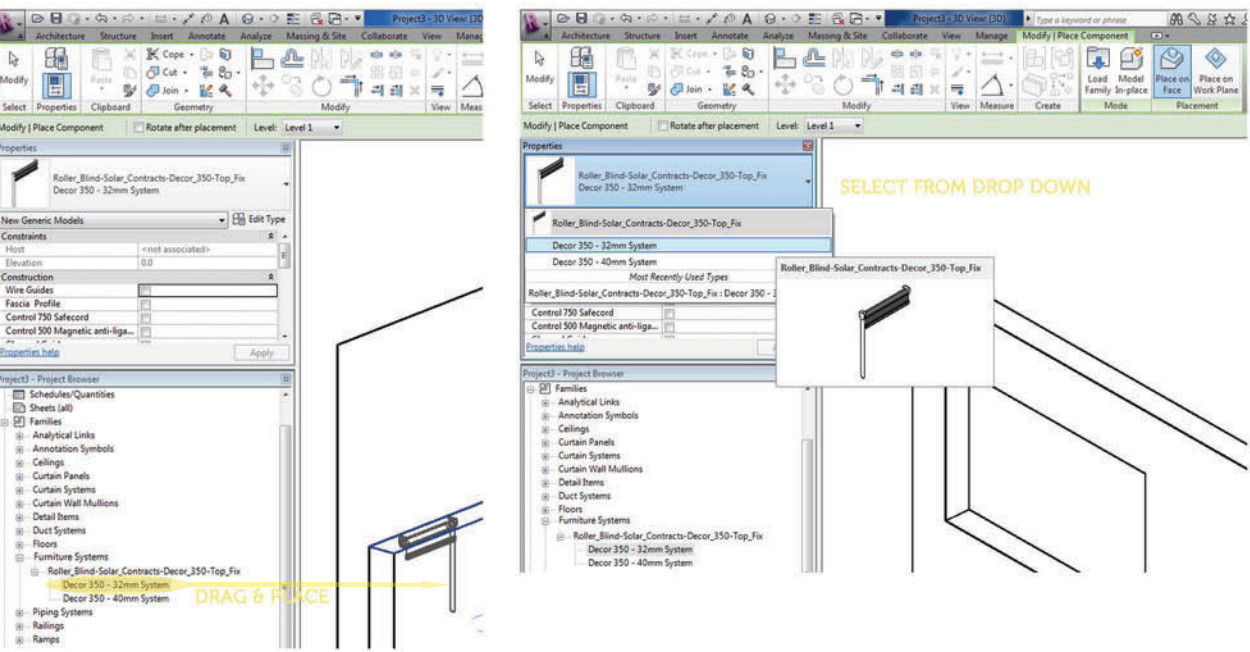 Project3 - 3D View: {3D
Architecture Structure Insert Annotate Analyze Massing & Site Collaborate View Manag
Modify
Paste
Cope
Cut
Join
Select Properties Clipboard Geometry Modify View Meas
Modify | Place Component Rotate after placement Level: Level 1
Properties
Roller_Blind-Solar_Contracts-Decor_350-Top_Fix
Decor 350 - 32mm System
New Generic Models Edit Type
Constraints
Host <not associated>
Elevation 0.0
Construction
Wire Guides
Fascia Profile
Control 750 Safecord
Control 500 Magnetic anti-liga...
Properties help Apply
Project3 - Project Browser
Schedules/Quantities
Sheets (all)
Families
Analytical Links
Annotation Symbols
Ceilings
Curtain Panels
Curtain Systems
Curtain Wall Mullions
Detail Items
Duct Systems
Floors
Furniture Systems
Roller_Blind-Solar_Contracts-Decor_350-Top_Fix
Decor 350 - 32mm System
Decor 350 - 40mm System
DRAG & PLACE
Piping Systems
Railings
Ramps
Project3 - 3D View: {3D} Type a keyword or phrase
Architecture Structure Insert Annotate Analyze Massing & Site Collaborate View Manage Modify | Place Component
Modify
Paste
Cope
Cut
Join
Load Family
Model In-place
Place on Face
Place on Work Plane
Select Properties Clipboard Geometry Modify View Measure Create Mode Placement
Modify | Place Component Rotate after placement Level: Level 1
Properties
Roller_Blind-Solar_Contracts-Decor_350-Top_Fix
Decor 350 - 32mm System
SELECT FROM DROP DOWN
Roller_Blind-Solar_Contracts-Decor_350-Top_Fix
Decor 350 - 32mm System
Decor 350 - 40mm System
Most Recently Used Types
Roller_Blind-Solar_Contracts-Decor_350-Top_Fix : Decor 350 - 3
Roller_Blind-Solar_Contracts-Decor_350-Top_Fix
Control 750 Safecord
Control 500 Magnetic anti-liga...
Properties help
Project3 - Project Browser
Families
Analytical Links
Annotation Symbols
Ceilings
Curtain Panels
Curtain Systems
Curtain Wall Mullions
Detail Items
Duct Systems
Floors
Furniture Systems
Roller_Blind-Solar_Contracts-Decor_350-Top_Fix
Decor 350 - 32mm System
Decor 350 - 40mm System